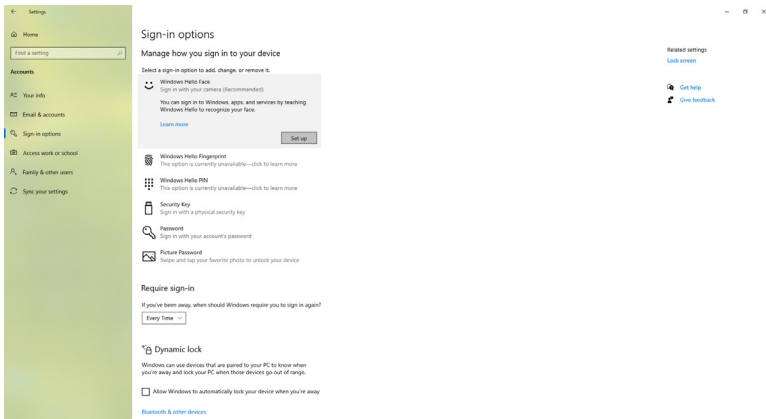 Settings
Home
Find a setting
Accounts
Your info
Email & accounts
Sign-in options
Access work or school
Family & other users
Sync your settings
Sign-in options
Manage how you sign in to your device
Select a sign-in option to add, change, or remove it.
Windows Hello Face
Sign in with your camera (Recommended)
You can sign in to Windows, apps, and services by teaching
Windows Hello to recognize your face.
Learn more
Set up
Windows Hello Fingerprint
This option is currently unavailable—click to learn more
Windows Hello PIN
This option is currently unavailable—click to learn more
Security Key
Sign in with a physical security key
Password
Sign in with your account's password
Picture Password
Swipe and tap your favorite photo to unlock your device
Require sign-in
If you've been away, when should Windows require you to sign in again?
Every Time
Dynamic lock
Windows can use devices that are paired to your PC to know when
you're away and lock your PC when those devices go out of range.
Allow Windows to automatically lock your device when you're away
Bluetooth & other devices
Related settings
Lock screen
Get help
Give feedback